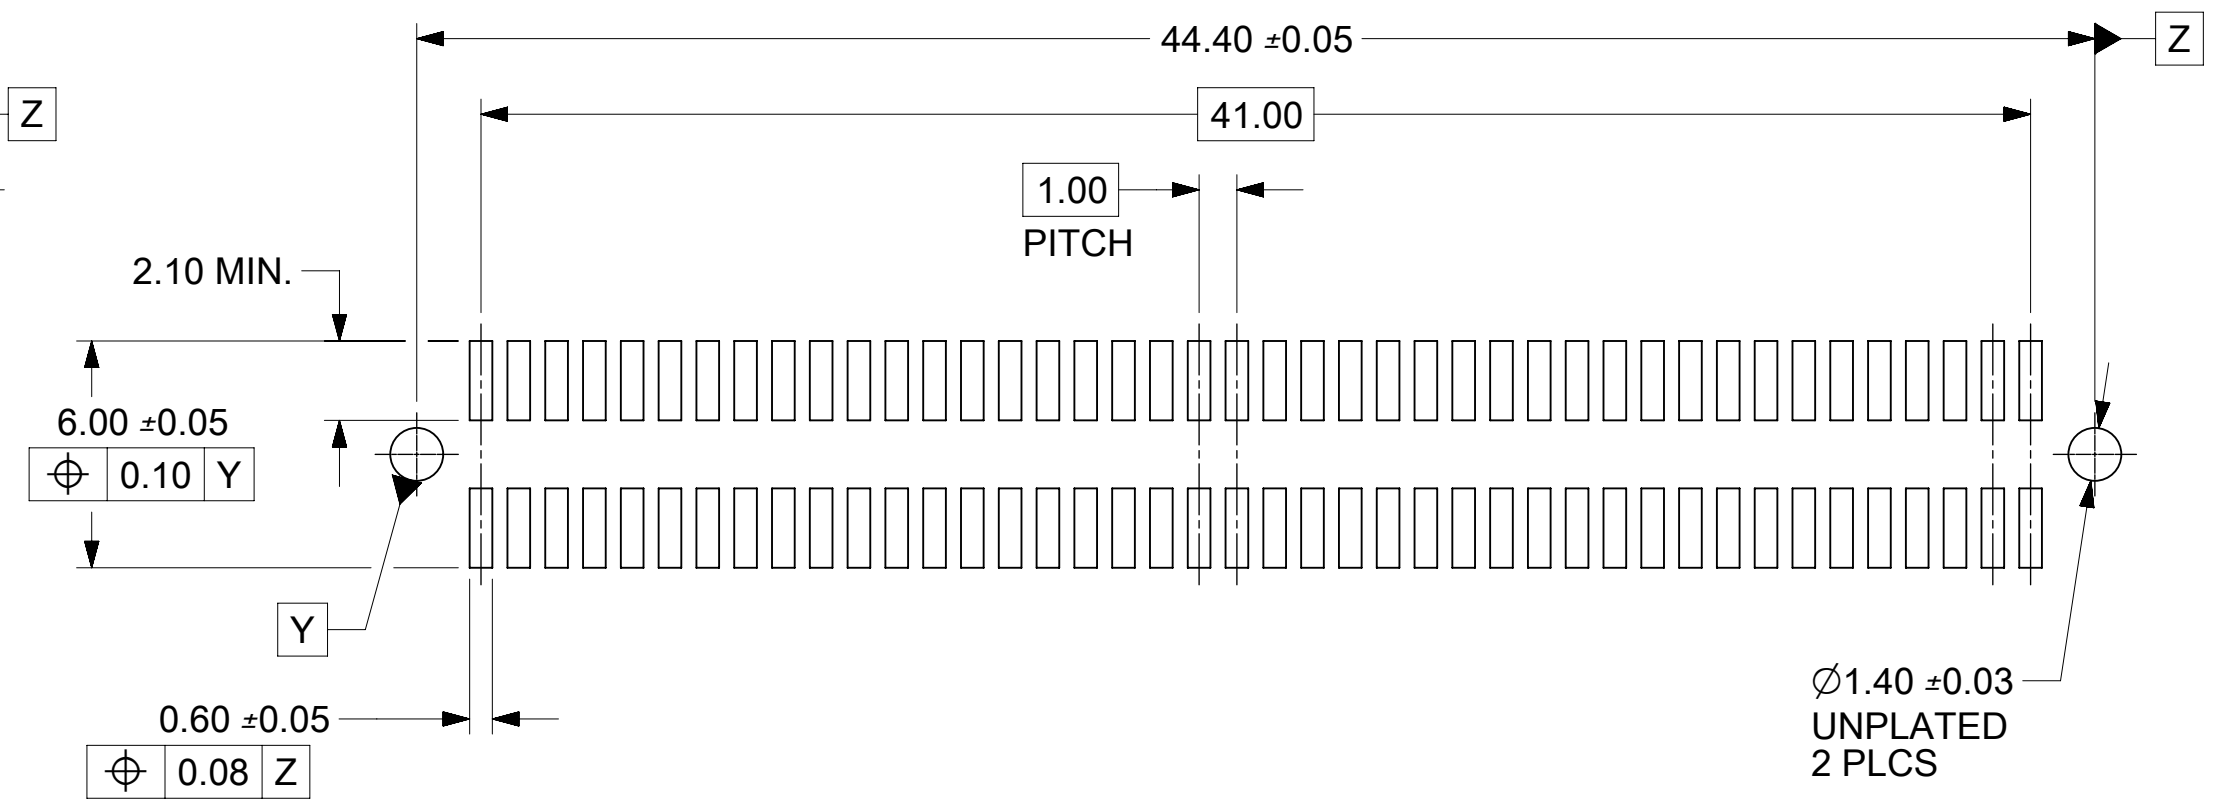 44.40 ±0.05
Z
Z
41.00
1.00
PITCH
2.10 MIN.
6.00 ±0.05
⌖ 0.10 Y
Y
0.60 ±0.05
⌖ 0.08 Z
∅1.40 ±0.03
UNPLATED
2 PLCS